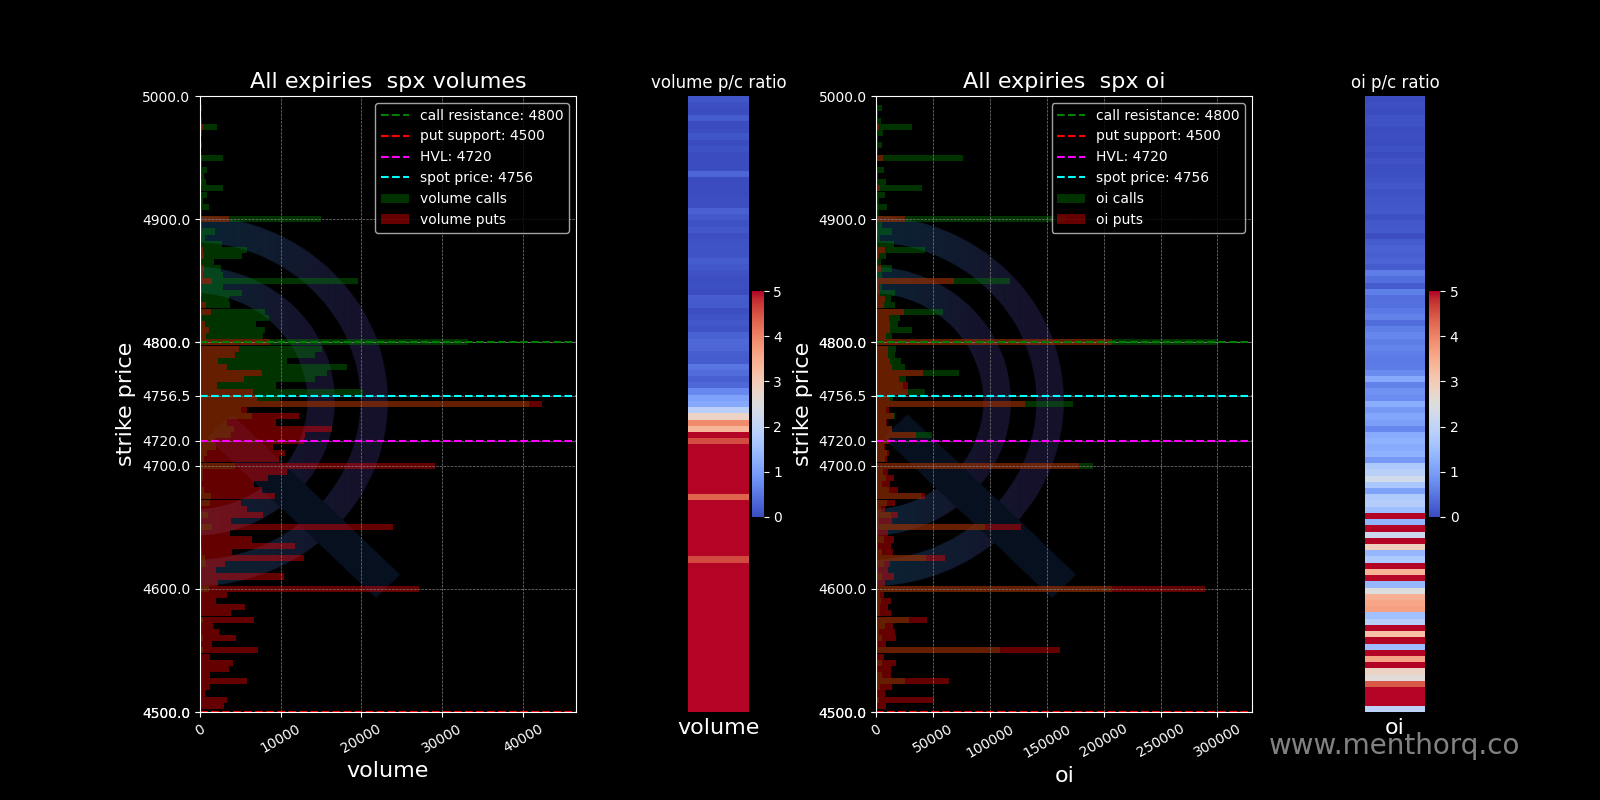 All expiries  spx volumes
volume p/c ratio
All expiries  spx oi
oi p/c ratio
5000.0
4900.0
4800.0
4756.5
4720.0
4700.0
4600.0
4500.0
strike price
call resistance: 4800
put support: 4500
HVL: 4720
spot price: 4756
volume calls
volume puts
0
10000
20000
30000
40000
volume
5
4
3
2
1
0
volume
5000.0
4900.0
4800.0
4756.5
4720.0
4700.0
4600.0
4500.0
strike price
call resistance: 4800
put support: 4500
HVL: 4720
spot price: 4756
oi calls
oi puts
0
50000
100000
150000
200000
250000
300000
oi
5
4
3
2
1
0
oi
www.menthorq.co